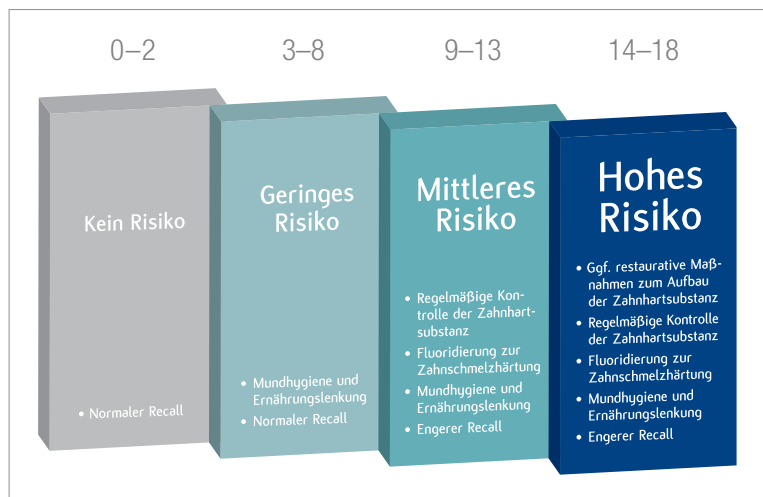 0–2
3–8
9–13
14–18
Kein Risiko
• Normaler Recall
Geringes
Risiko
• Mundhygiene und
Ernährungslenkung
• Normaler Recall
Mittleres
Risiko
• Regelmäßige Kon-
trolle der Zahnhart-
substanz
• Fluoridierung zur
Zahnschmelzhärtung
• Mundhygiene und
Ernährungslenkung
• Engerer Recall
Hohes
Risiko
• Ggf. restaurative Maß-
nahmen zum Aufbau
der Zahnhartsubstanz
• Regelmäßige Kontrolle
der Zahnhartsubstanz
• Fluoridierung zur
Zahnschmelzhärtung
• Mundhygiene und
Ernährungslenkung
• Engerer Recall